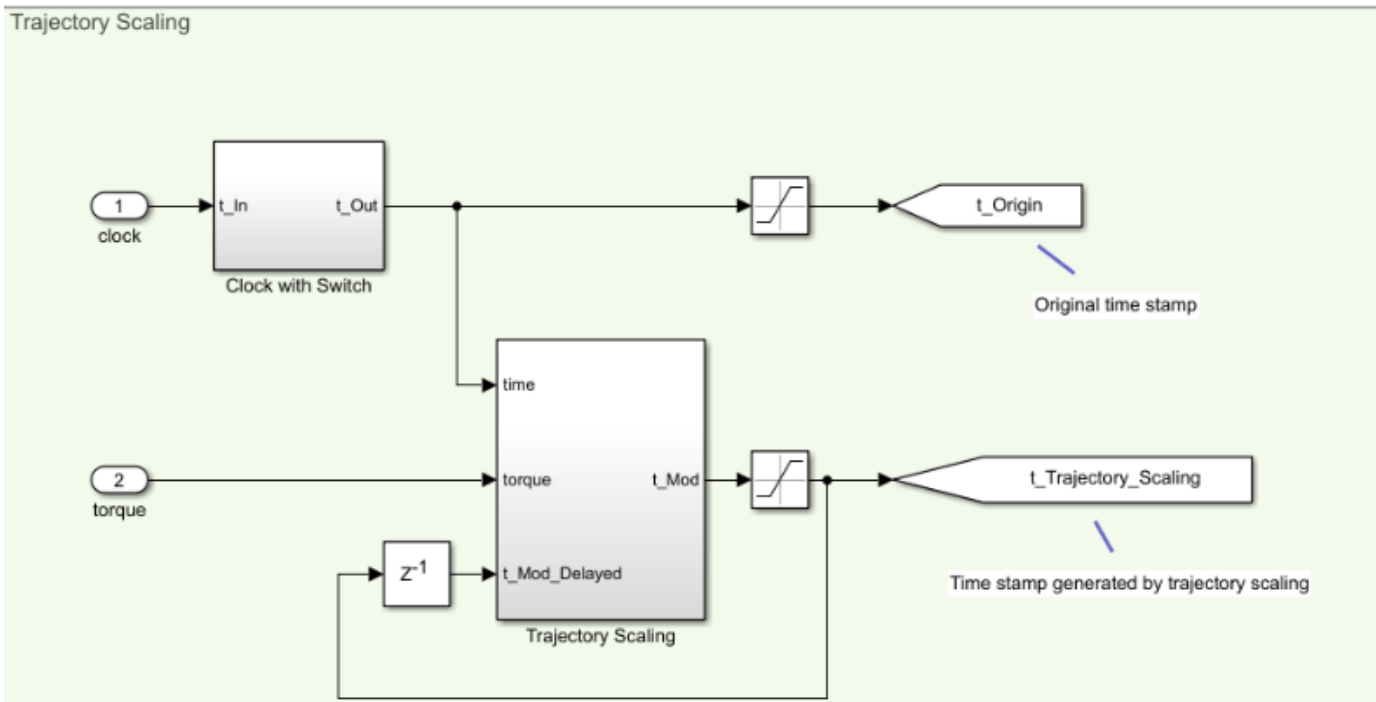 Trajectory Scaling
1
clock
t_In
t_Out
Clock with Switch
t_Origin
Original time stamp
time
2
torque
torque
t_Mod
t_Trajectory_Scaling
Z-1
t_Mod_Delayed
Time stamp generated by trajectory scaling
Trajectory Scaling